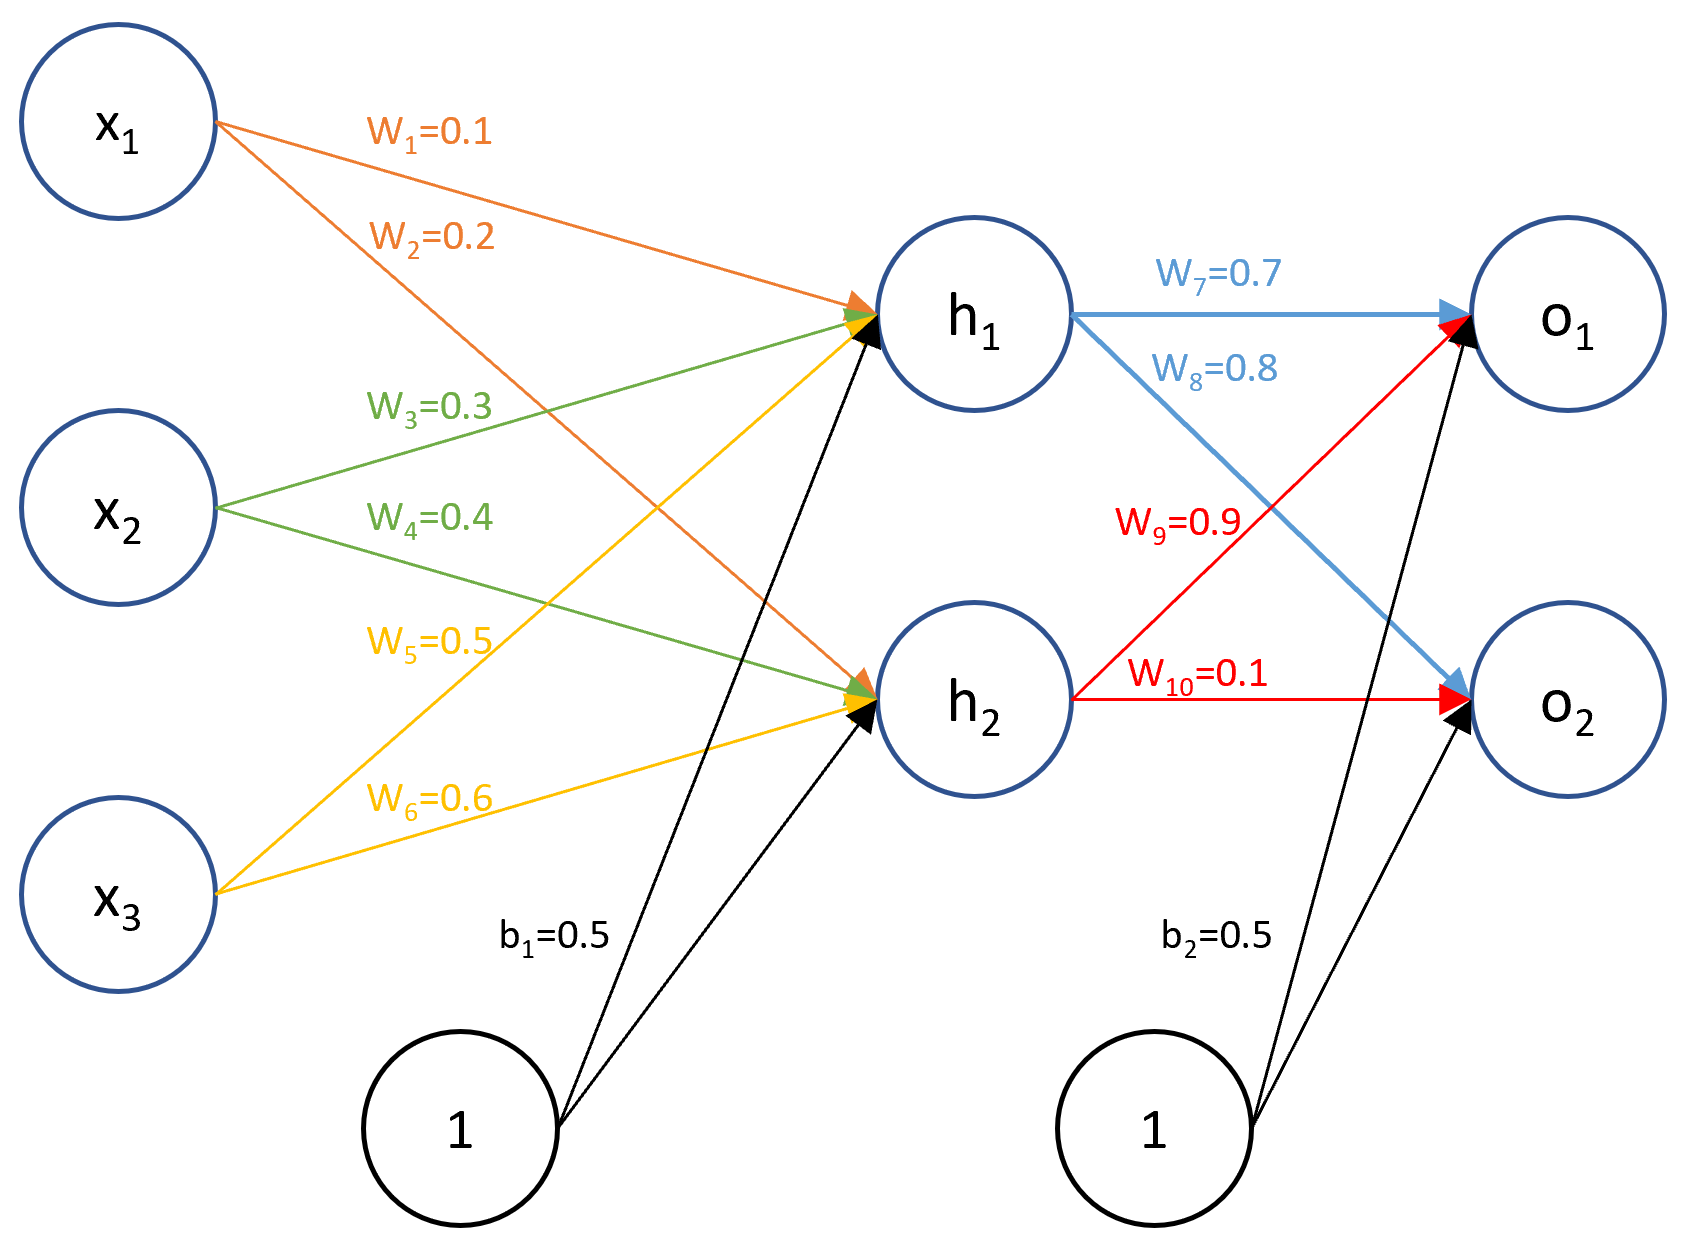 x₁
W₁=0.1
W₂=0.2
h₁
W₇=0.7
o₁
W₈=0.8
W₃=0.3
x₂
W₄=0.4
W₉=0.9
W₅=0.5
h₂
W₁₀=0.1
o₂
W₆=0.6
x₃
b₁=0.5
b₂=0.5
1
1